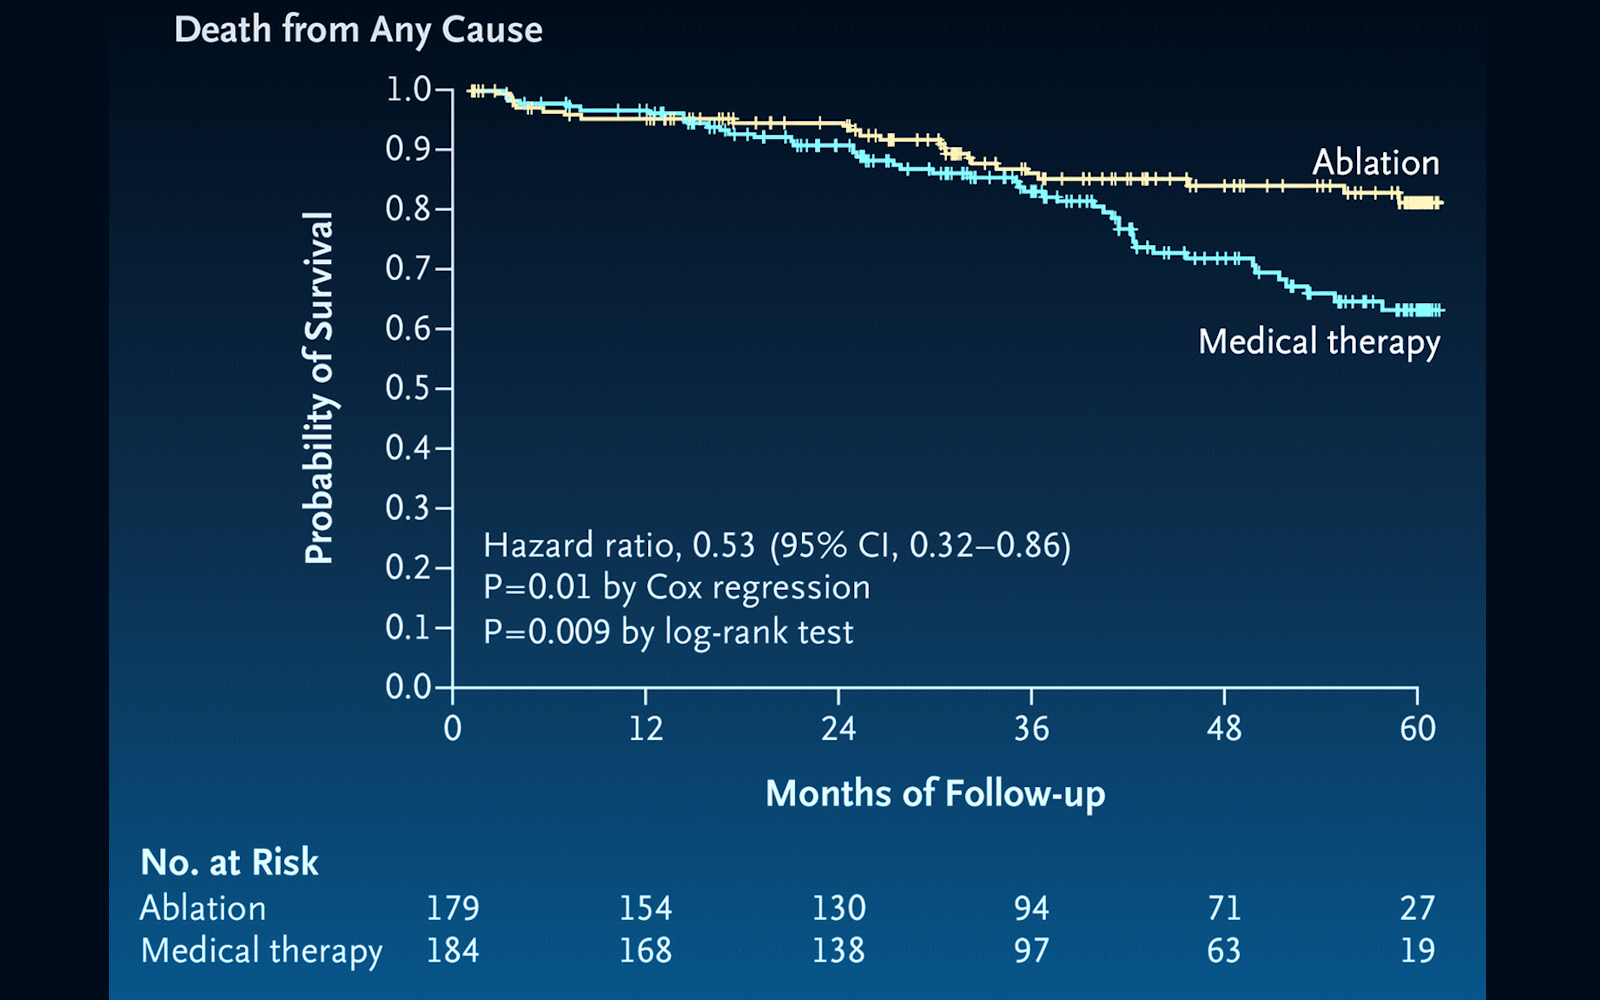 Death from Any Cause
1.0
0.9
0.8
0.7
0.6
0.5
0.4
0.3
0.2
0.1
0.0
Probability of Survival
Ablation
Medical therapy
Hazard ratio, 0.53 (95% CI, 0.32–0.86)
P=0.01 by Cox regression
P=0.009 by log-rank test
0 12 24 36 48 60
Months of Follow-up
No. at Risk
Ablation 179 154 130 94 71 27
Medical therapy 184 168 138 97 63 19